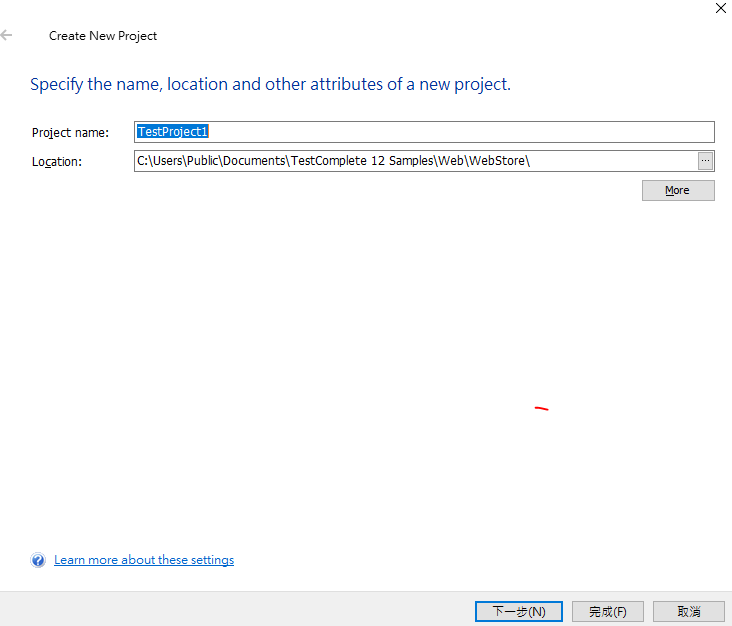 Create New Project
Specify the name, location and other attributes of a new project.
Project name: TestProject1
Location: C:\Users\Public\Documents\TestComplete 12 Samples\Web\WebStore\ ...
More
Learn more about these settings
下一步(N) 完成(F) 取消